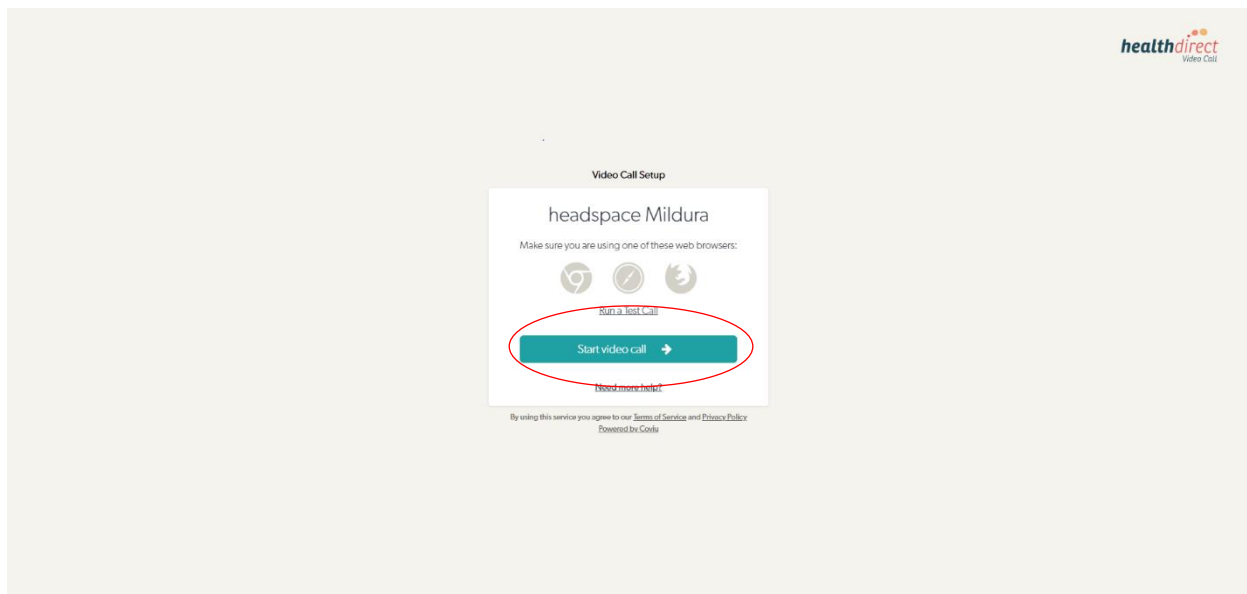 healthdirect
Video Call
Video Call Setup
headspace Mildura
Make sure you are using one of these web browsers:
Run a Test Call
Start video call
Need more help?
By using this service you agree to our Terms of Service and Privacy Policy
Powered by Coviu